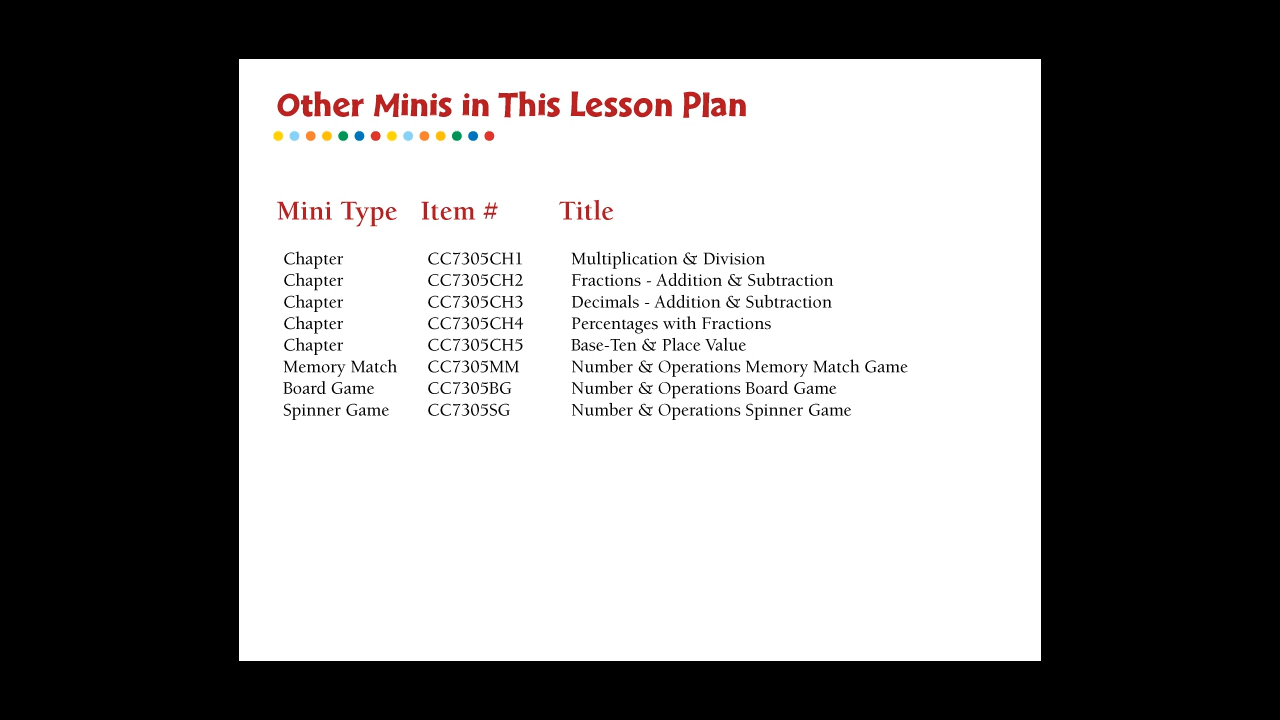 Other Minis in This Lesson Plan
Mini Type Item # Title
Chapter CC7305CH1 Multiplication & Division
Chapter CC7305CH2 Fractions - Addition & Subtraction
Chapter CC7305CH3 Decimals - Addition & Subtraction
Chapter CC7305CH4 Percentages with Fractions
Chapter CC7305CH5 Base-Ten & Place Value
Memory Match CC7305MM Number & Operations Memory Match Game
Board Game CC7305BG Number & Operations Board Game
Spinner Game CC7305SG Number & Operations Spinner Game